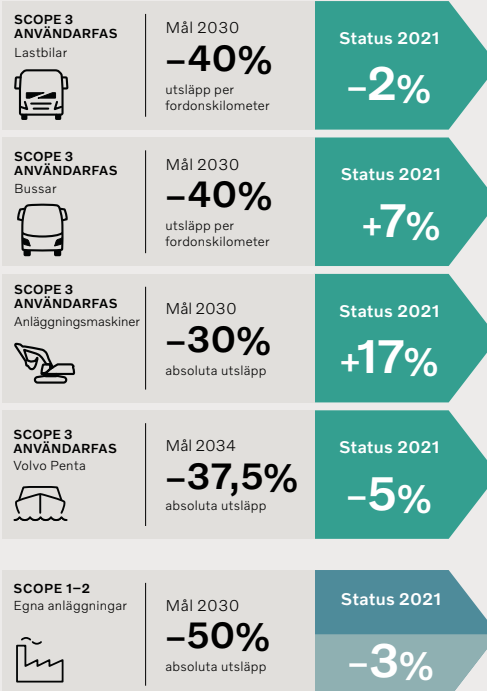 SCOPE 3
ANVÄNDARFAS
Lastbilar
Mål 2030
–40%
utsläpp per
fordonskilometer
Status 2021
–2%
SCOPE 3
ANVÄNDARFAS
Bussar
Mål 2030
–40%
utsläpp per
fordonskilometer
Status 2021
+7%
SCOPE 3
ANVÄNDARFAS
Anläggningsmaskiner
Mål 2030
–30%
absoluta utsläpp
Status 2021
+17%
SCOPE 3
ANVÄNDARFAS
Volvo Penta
Mål 2034
–37,5%
absoluta utsläpp
Status 2021
–5%
SCOPE 1–2
Egna anläggningar
Mål 2030
–50%
absoluta utsläpp
Status 2021
–3%